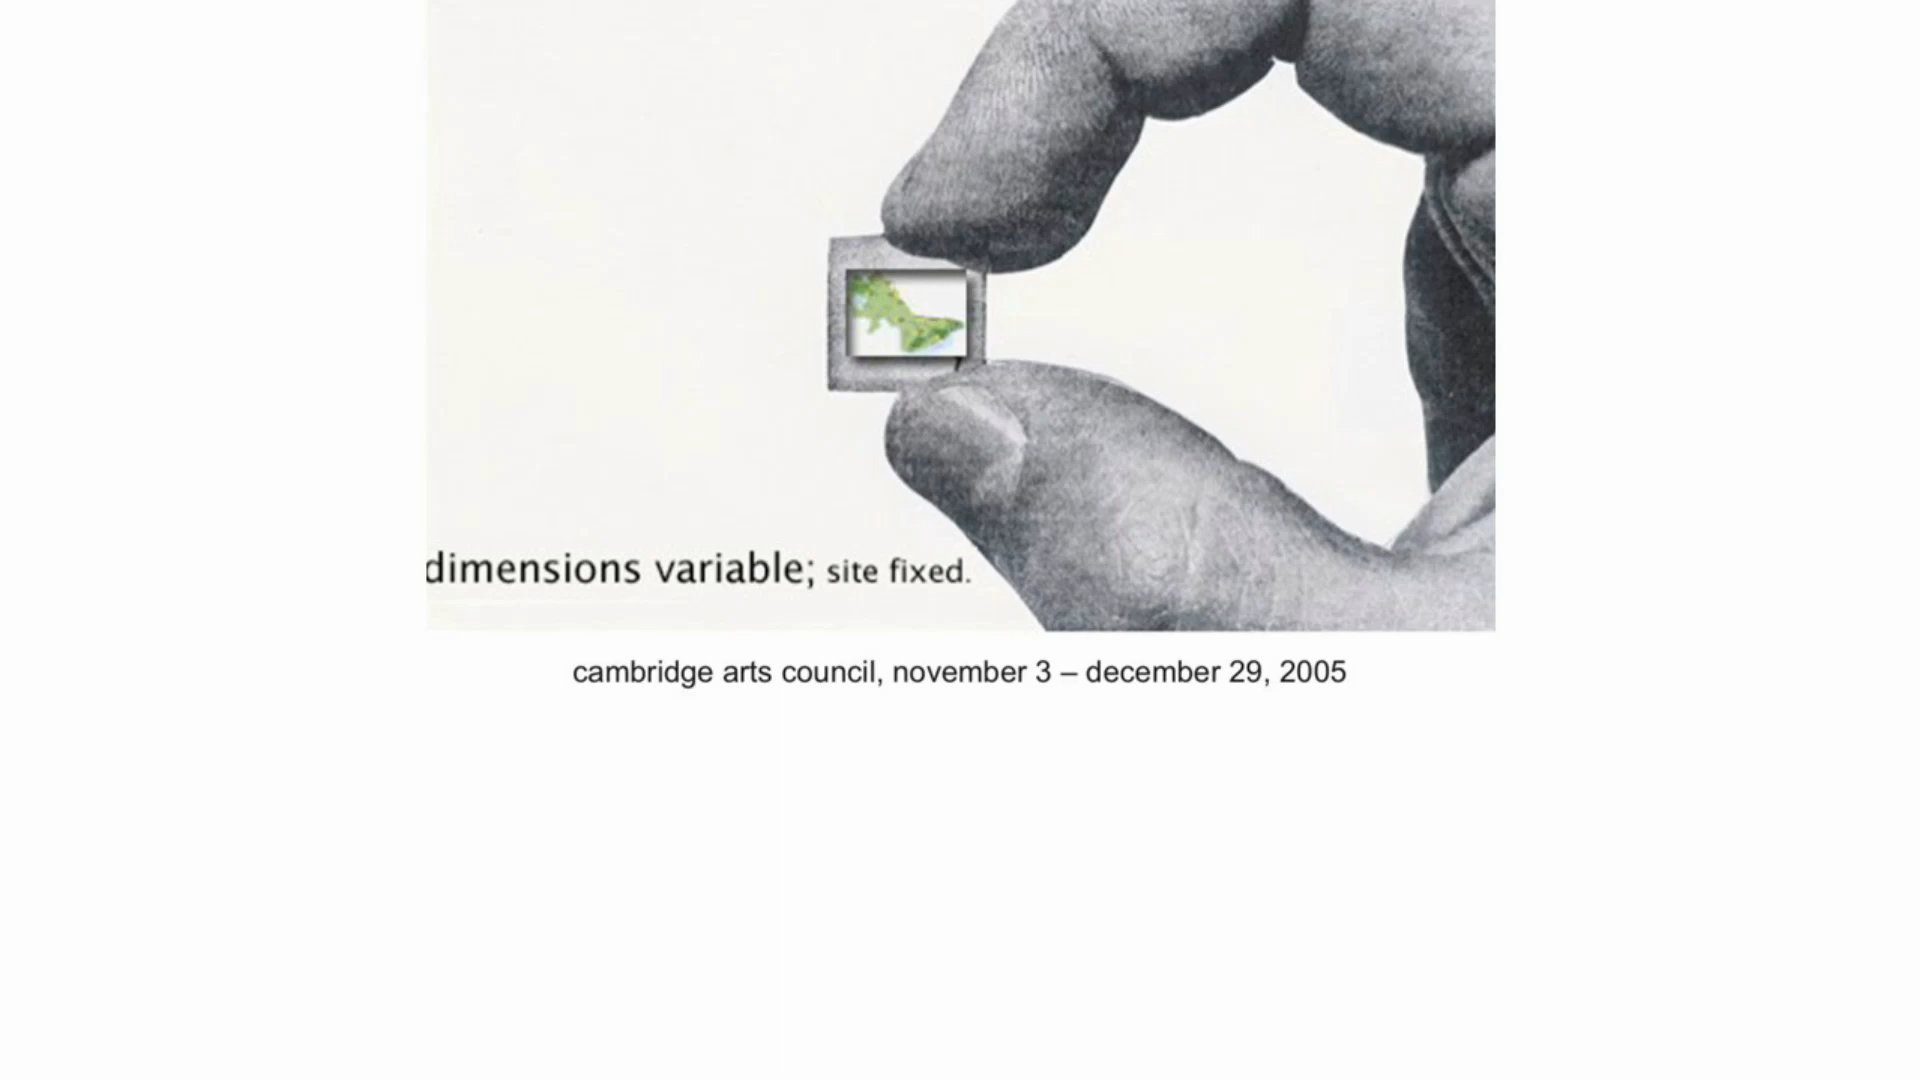 dimensions variable; site fixed.
cambridge arts council, november 3 – december 29, 2005